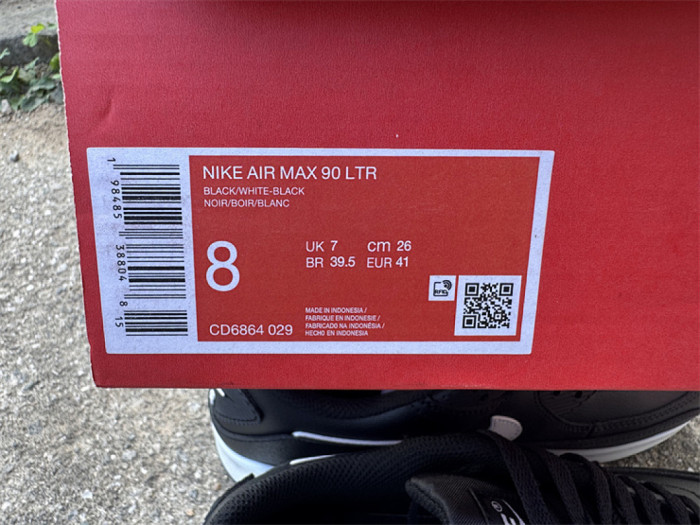 NIKE AIR MAX 90 LTR
BLACK/WHITE-BLACK
NOIR/BOIR/BLANC
8
UK 7 cm 26
BR 39.5 EUR 41
MADE IN INDONESIA /
FABRIQUE EN INDONESIE /
FABRICADO NA INDONÉSIA /
HECHO EN INDONESIA
CD6864 029
1 98485 38804 8 15